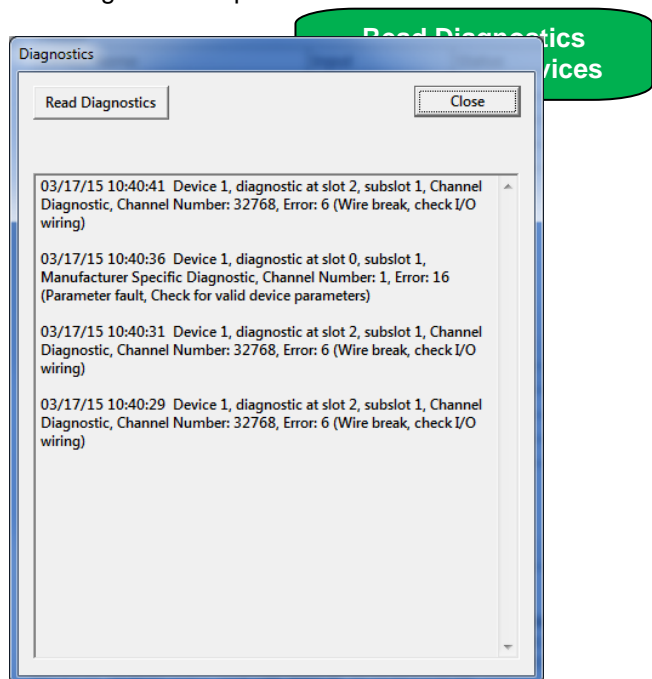 Read Diagnostics
vices
Diagnostics
Read Diagnostics
Close
03/17/15 10:40:41 Device 1, diagnostic at slot 2, subslot 1, Channel
Diagnostic, Channel Number: 32768, Error: 6 (Wire break, check I/O
wiring)
03/17/15 10:40:36 Device 1, diagnostic at slot 0, subslot 1,
Manufacturer Specific Diagnostic, Channel Number: 1, Error: 16
(Parameter fault, Check for valid device parameters)
03/17/15 10:40:31 Device 1, diagnostic at slot 2, subslot 1, Channel
Diagnostic, Channel Number: 32768, Error: 6 (Wire break, check I/O
wiring)
03/17/15 10:40:29 Device 1, diagnostic at slot 2, subslot 1, Channel
Diagnostic, Channel Number: 32768, Error: 6 (Wire break, check I/O
wiring)